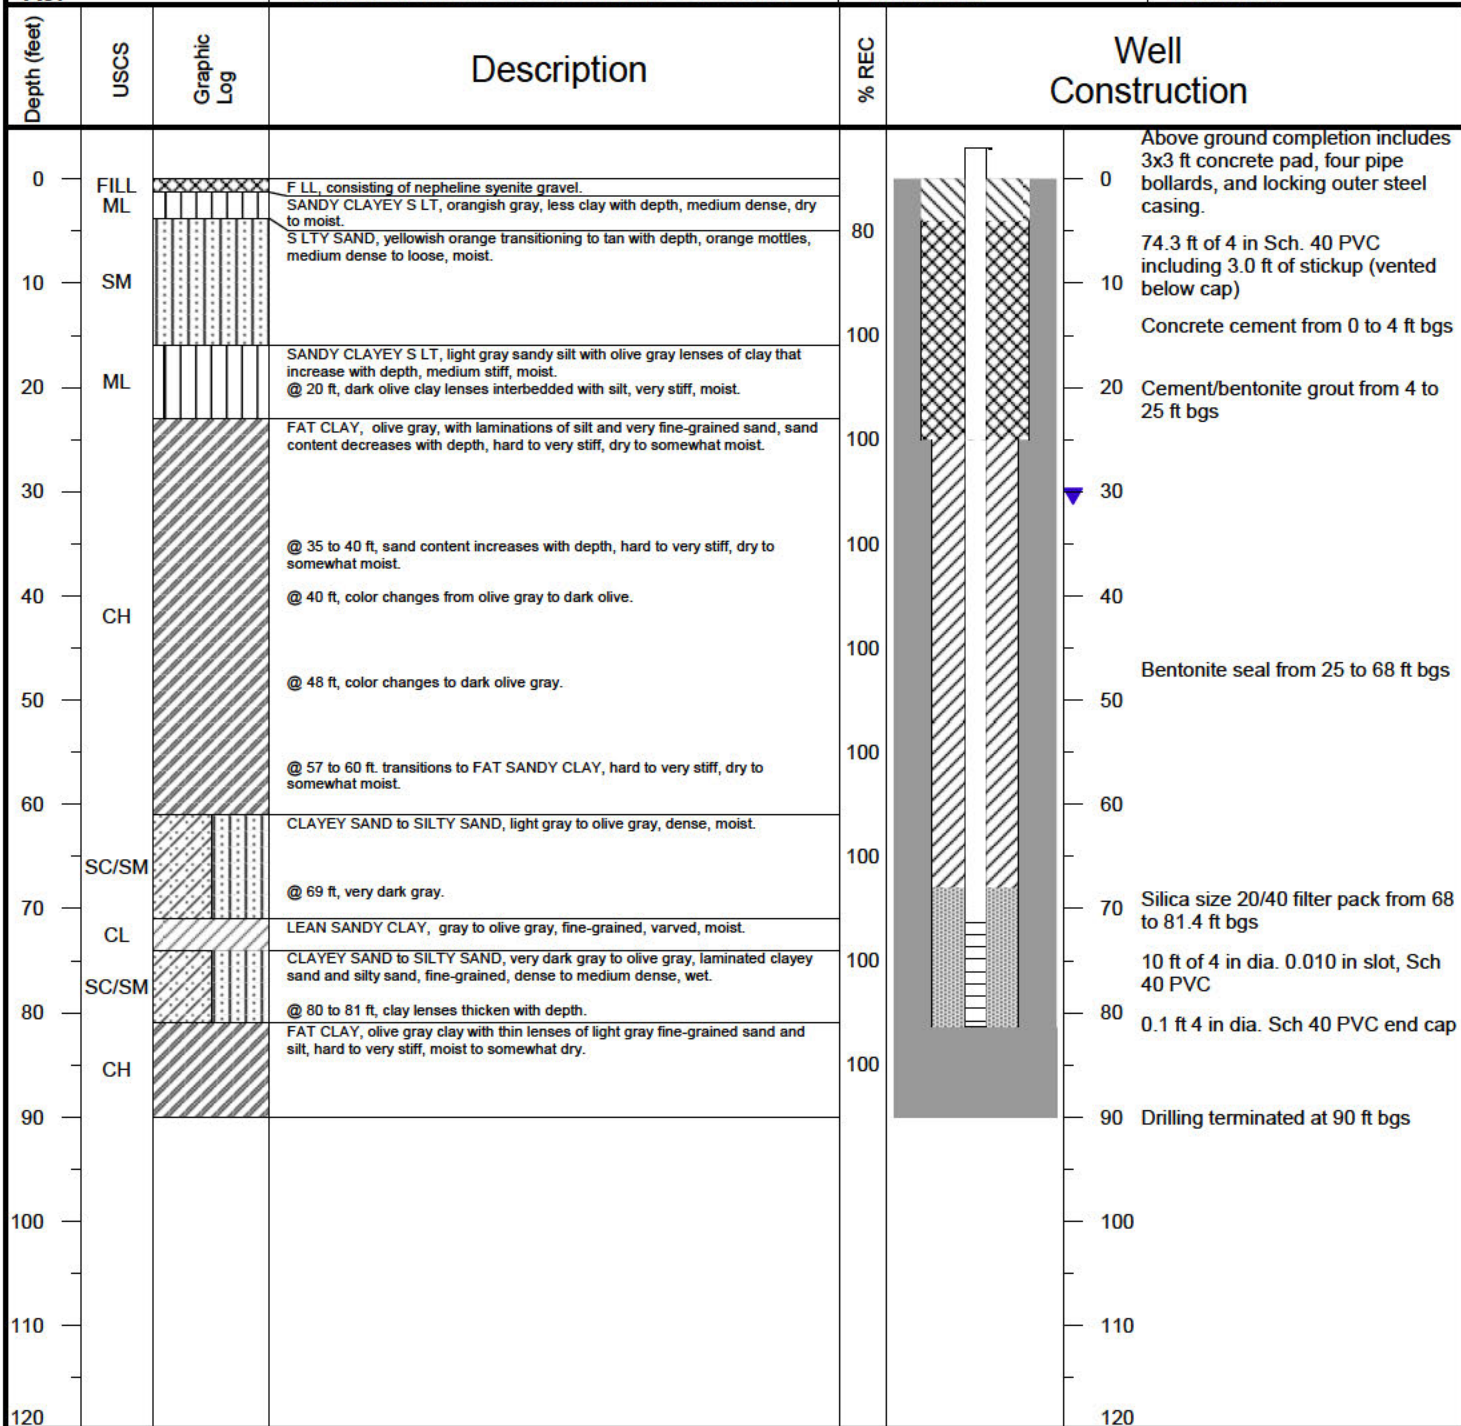 Depth (feet)
USCS
Graphic
Log
Description
% REC
Well
Construction
Above ground completion includes
3x3 ft concrete pad, four pipe
bollards, and locking outer steel
casing.
0
FILL
F LL, consisting of nepheline syenite gravel.
0
ML
SANDY CLAYEY S LT, orangish gray, less clay with depth, medium dense, dry
to moist.
80
S LTY SAND, yellowish orange transitioning to tan with depth, orange mottles,
medium dense to loose, moist.
74.3 ft of 4 in Sch. 40 PVC
including 3.0 ft of stickup (vented
below cap)
10
SM
10
Concrete cement from 0 to 4 ft bgs
100
SANDY CLAYEY S LT, light gray sandy silt with olive gray lenses of clay that
increase with depth, medium stiff, moist.
ML
@ 20 ft, dark olive clay lenses interbedded with silt, very stiff, moist.
20
20
Cement/bentonite grout from 4 to
25 ft bgs
FAT CLAY, olive gray, with laminations of silt and very fine-grained sand, sand
content decreases with depth, hard to very stiff, dry to somewhat moist.
100
30
30
@ 35 to 40 ft, sand content increases with depth, hard to very stiff, dry to
somewhat moist.
100
40
@ 40 ft, color changes from olive gray to dark olive.
40
CH
100
Bentonite seal from 25 to 68 ft bgs
@ 48 ft, color changes to dark olive gray.
50
50
100
@ 57 to 60 ft. transitions to FAT SANDY CLAY, hard to very stiff, dry to
somewhat moist.
60
60
CLAYEY SAND to SILTY SAND, light gray to olive gray, dense, moist.
100
SC/SM
@ 69 ft, very dark gray.
70
70
Silica size 20/40 filter pack from 68
to 81.4 ft bgs
CL
LEAN SANDY CLAY, gray to olive gray, fine-grained, varved, moist.
CLAYEY SAND to SILTY SAND, very dark gray to olive gray, laminated clayey
sand and silty sand, fine-grained, dense to medium dense, wet.
100
10 ft of 4 in dia. 0.010 in slot, Sch
40 PVC
SC/SM
@ 80 to 81 ft, clay lenses thicken with depth.
80
80
0.1 ft 4 in dia. Sch 40 PVC end cap
FAT CLAY, olive gray clay with thin lenses of light gray fine-grained sand and
silt, hard to very stiff, moist to somewhat dry.
CH
100
90
90
Drilling terminated at 90 ft bgs
100
100
110
110
120
120